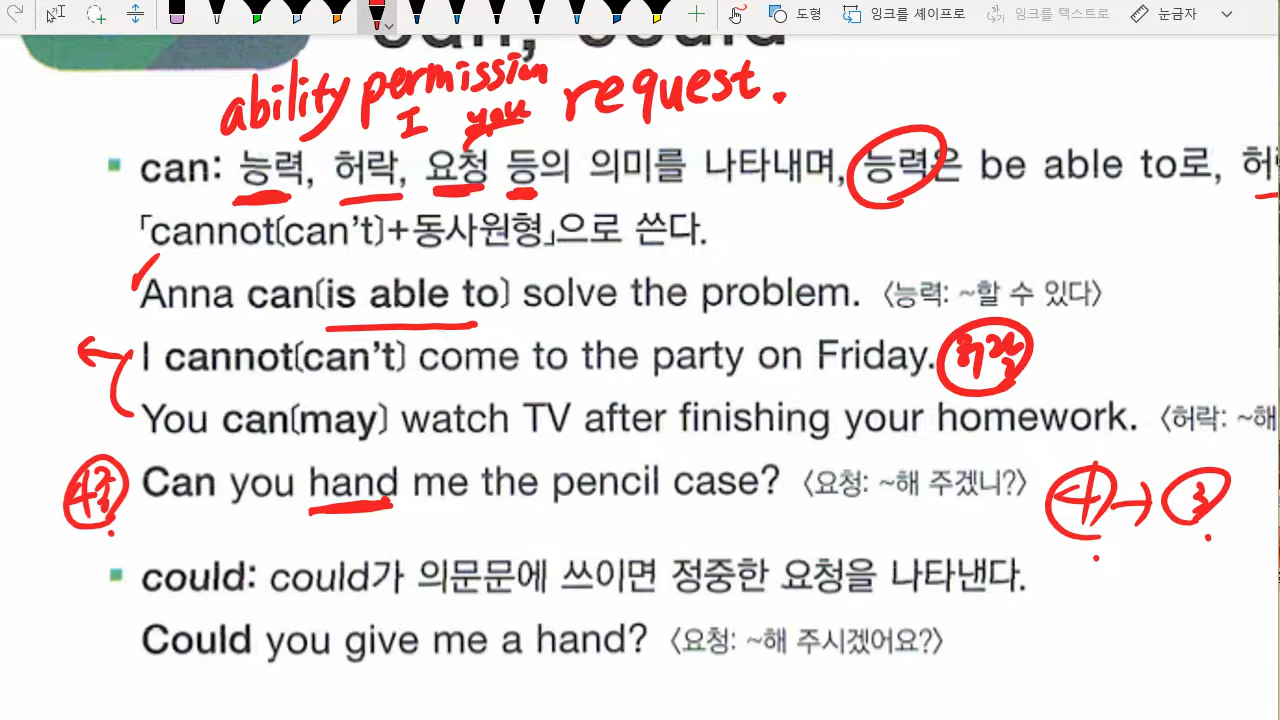 도형 잉크를 셰이프로 잉크를 텍스트로 눈금자
can, could
ability permission request.
I you
can: 능력, 허락, 요청 등의 의미를 나타내며, 능력은 be able to로,
「cannot(can't)+동사원형」으로 쓴다.
Anna can(is able to) solve the problem. 〈능력: ~할 수 있다〉
I cannot(can't) come to the party on Friday. 허락
You can(may) watch TV after finishing your homework. 〈허락: ~해
Can you hand me the pencil case? 〈요청: ~해 주겠니?〉 4 → 3
could: could가 의문문에 쓰이면 정중한 요청을 나타낸다.
Could you give me a hand? 〈요청: ~해 주시겠어요?〉